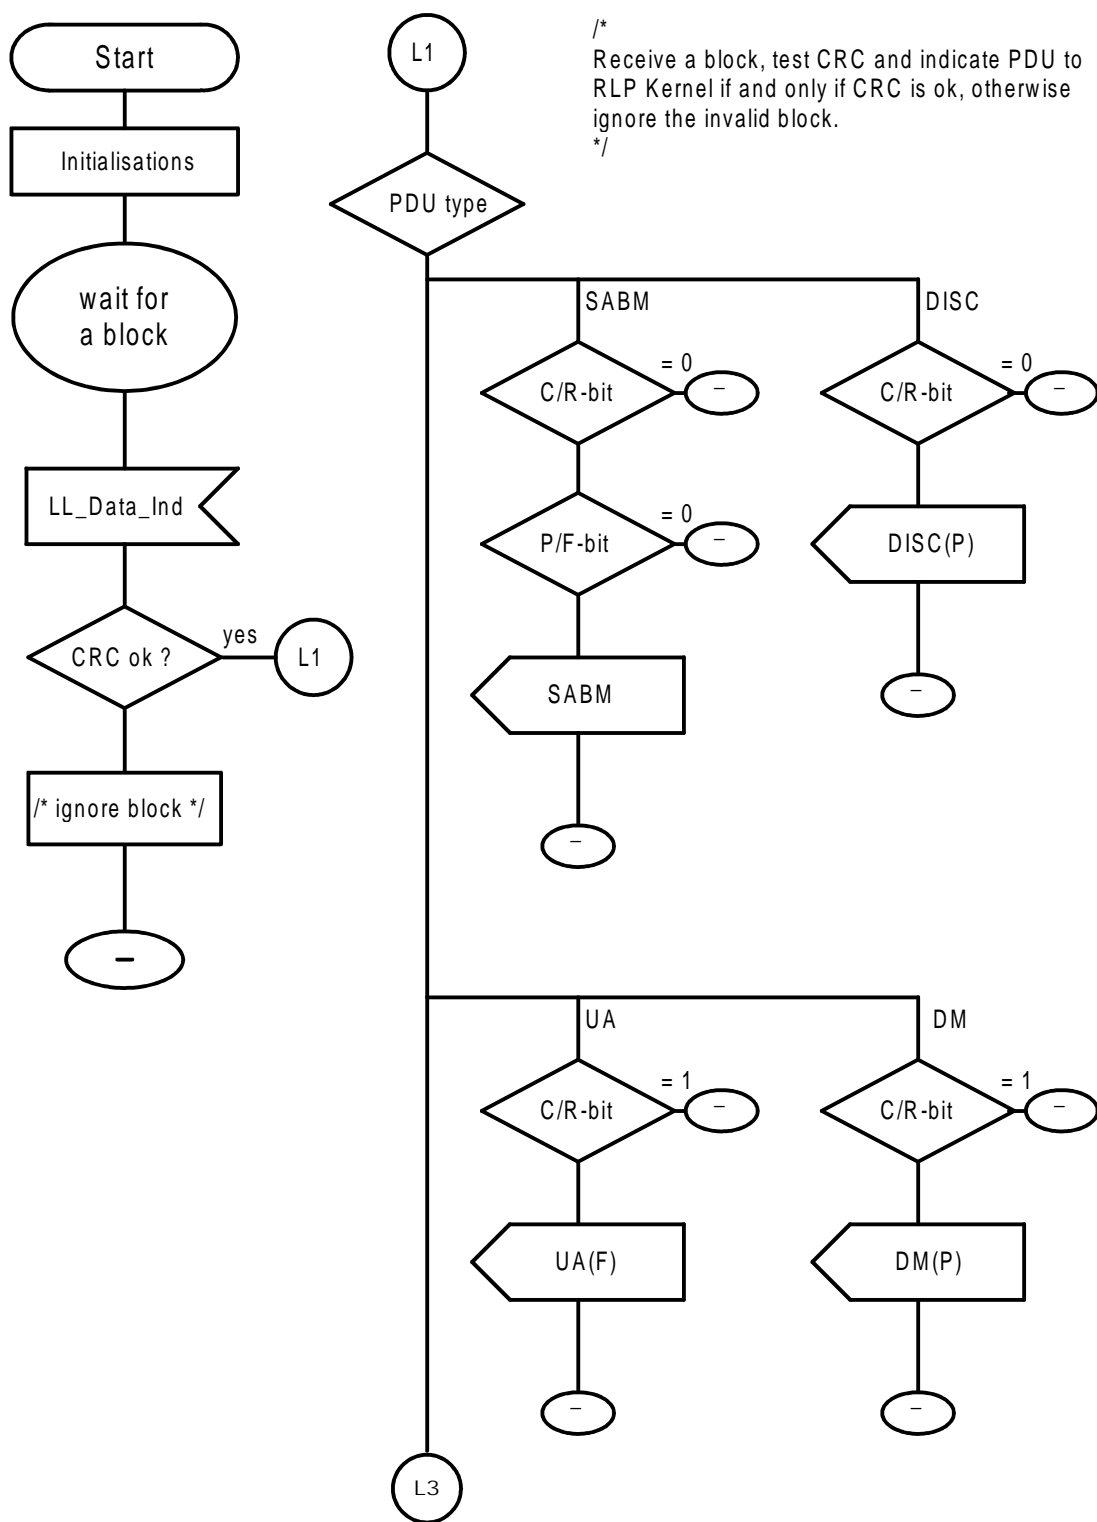 Start
Initialisations
wait for
a block
LL_Data_Ind
CRC ok ?
yes
L1
/* ignore block */
–
L1
PDU type
/*
Receive a block, test CRC and indicate PDU to
RLP Kernel if and only if CRC is ok, otherwise
ignore the invalid block.
*/
SABM
C/R-bit
= 0
–
P/F-bit
= 0
–
SABM
–
DISC
C/R-bit
= 0
–
DISC(P)
–
UA
C/R-bit
= 1
–
UA(F)
–
DM
C/R-bit
= 1
–
DM(P)
–
L3